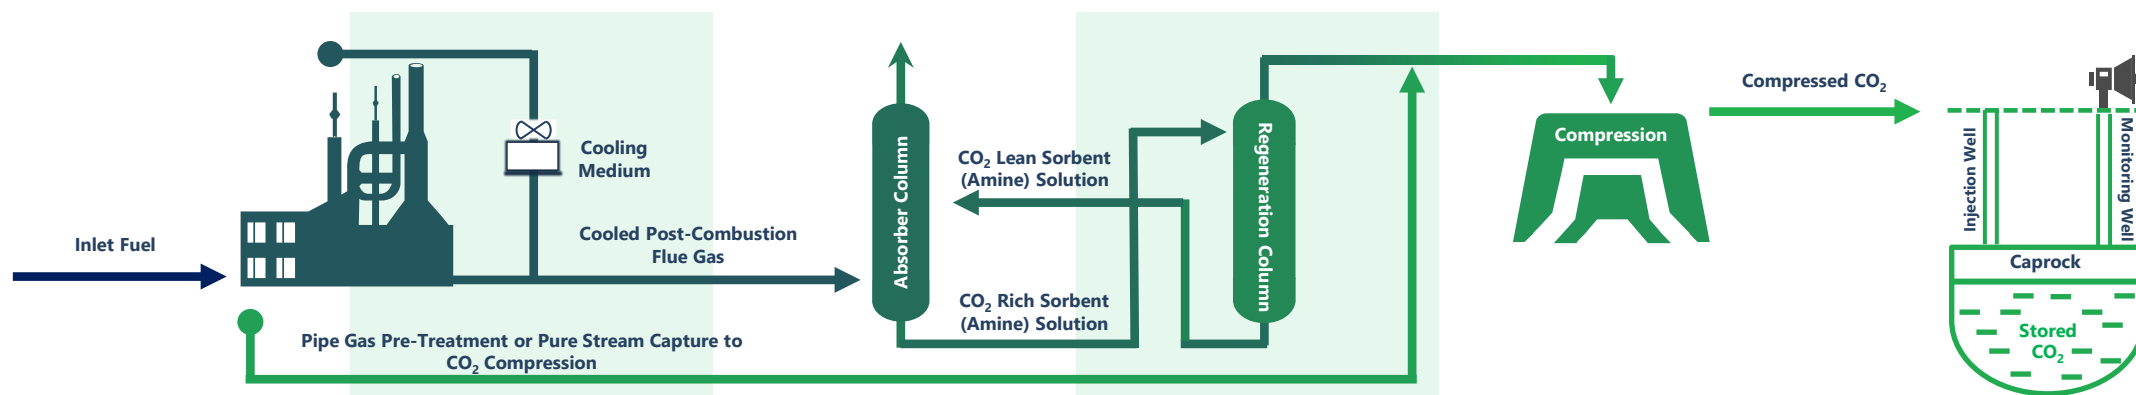 Inlet Fuel
Cooling
Medium
Cooled Post-Combustion
Flue Gas
Pipe Gas Pre-Treatment or Pure Stream Capture to
CO₂ Compression
Absorber Column
CO₂ Lean Sorbent
(Amine) Solution
CO₂ Rich Sorbent
(Amine) Solution
Regeneration Column
Compression
Compressed CO₂
Injection Well
Monitoring Well
Caprock
Stored
CO₂